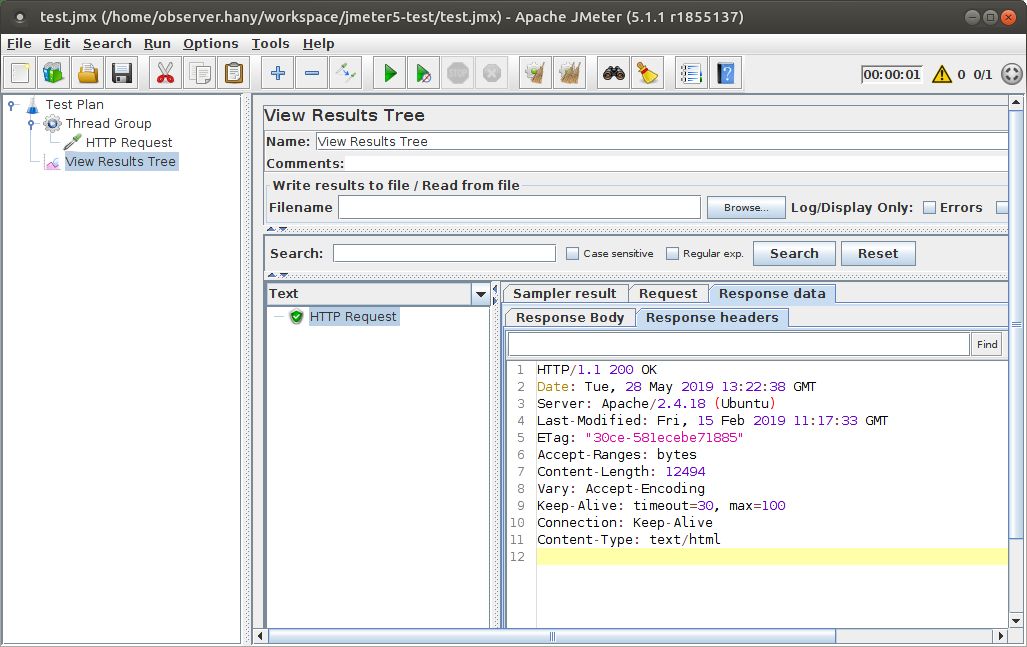 test.jmx (/home/observer.hany/workspace/jmeter5-test/test.jmx) - Apache JMeter (5.1.1 r1855137)
File Edit Search Run Options Tools Help
STOP
00:00:01 0 0/1
Test Plan
Thread Group
HTTP Request
View Results Tree
View Results Tree
Name: View Results Tree
Comments:
Write results to file / Read from file
Filename Browse... Log/Display Only: Errors
Search: Case sensitive Regular exp. Search Reset
Text
HTTP Request
Sampler result Request Response data
Response Body Response headers
Find
1 HTTP/1.1 200 OK
2 Date: Tue, 28 May 2019 13:22:38 GMT
3 Server: Apache/2.4.18 (Ubuntu)
4 Last-Modified: Fri, 15 Feb 2019 11:17:33 GMT
5 ETag: "30ce-581ecebe71885"
6 Accept-Ranges: bytes
7 Content-Length: 12494
8 Vary: Accept-Encoding
9 Keep-Alive: timeout=30, max=100
10 Connection: Keep-Alive
11 Content-Type: text/html
12